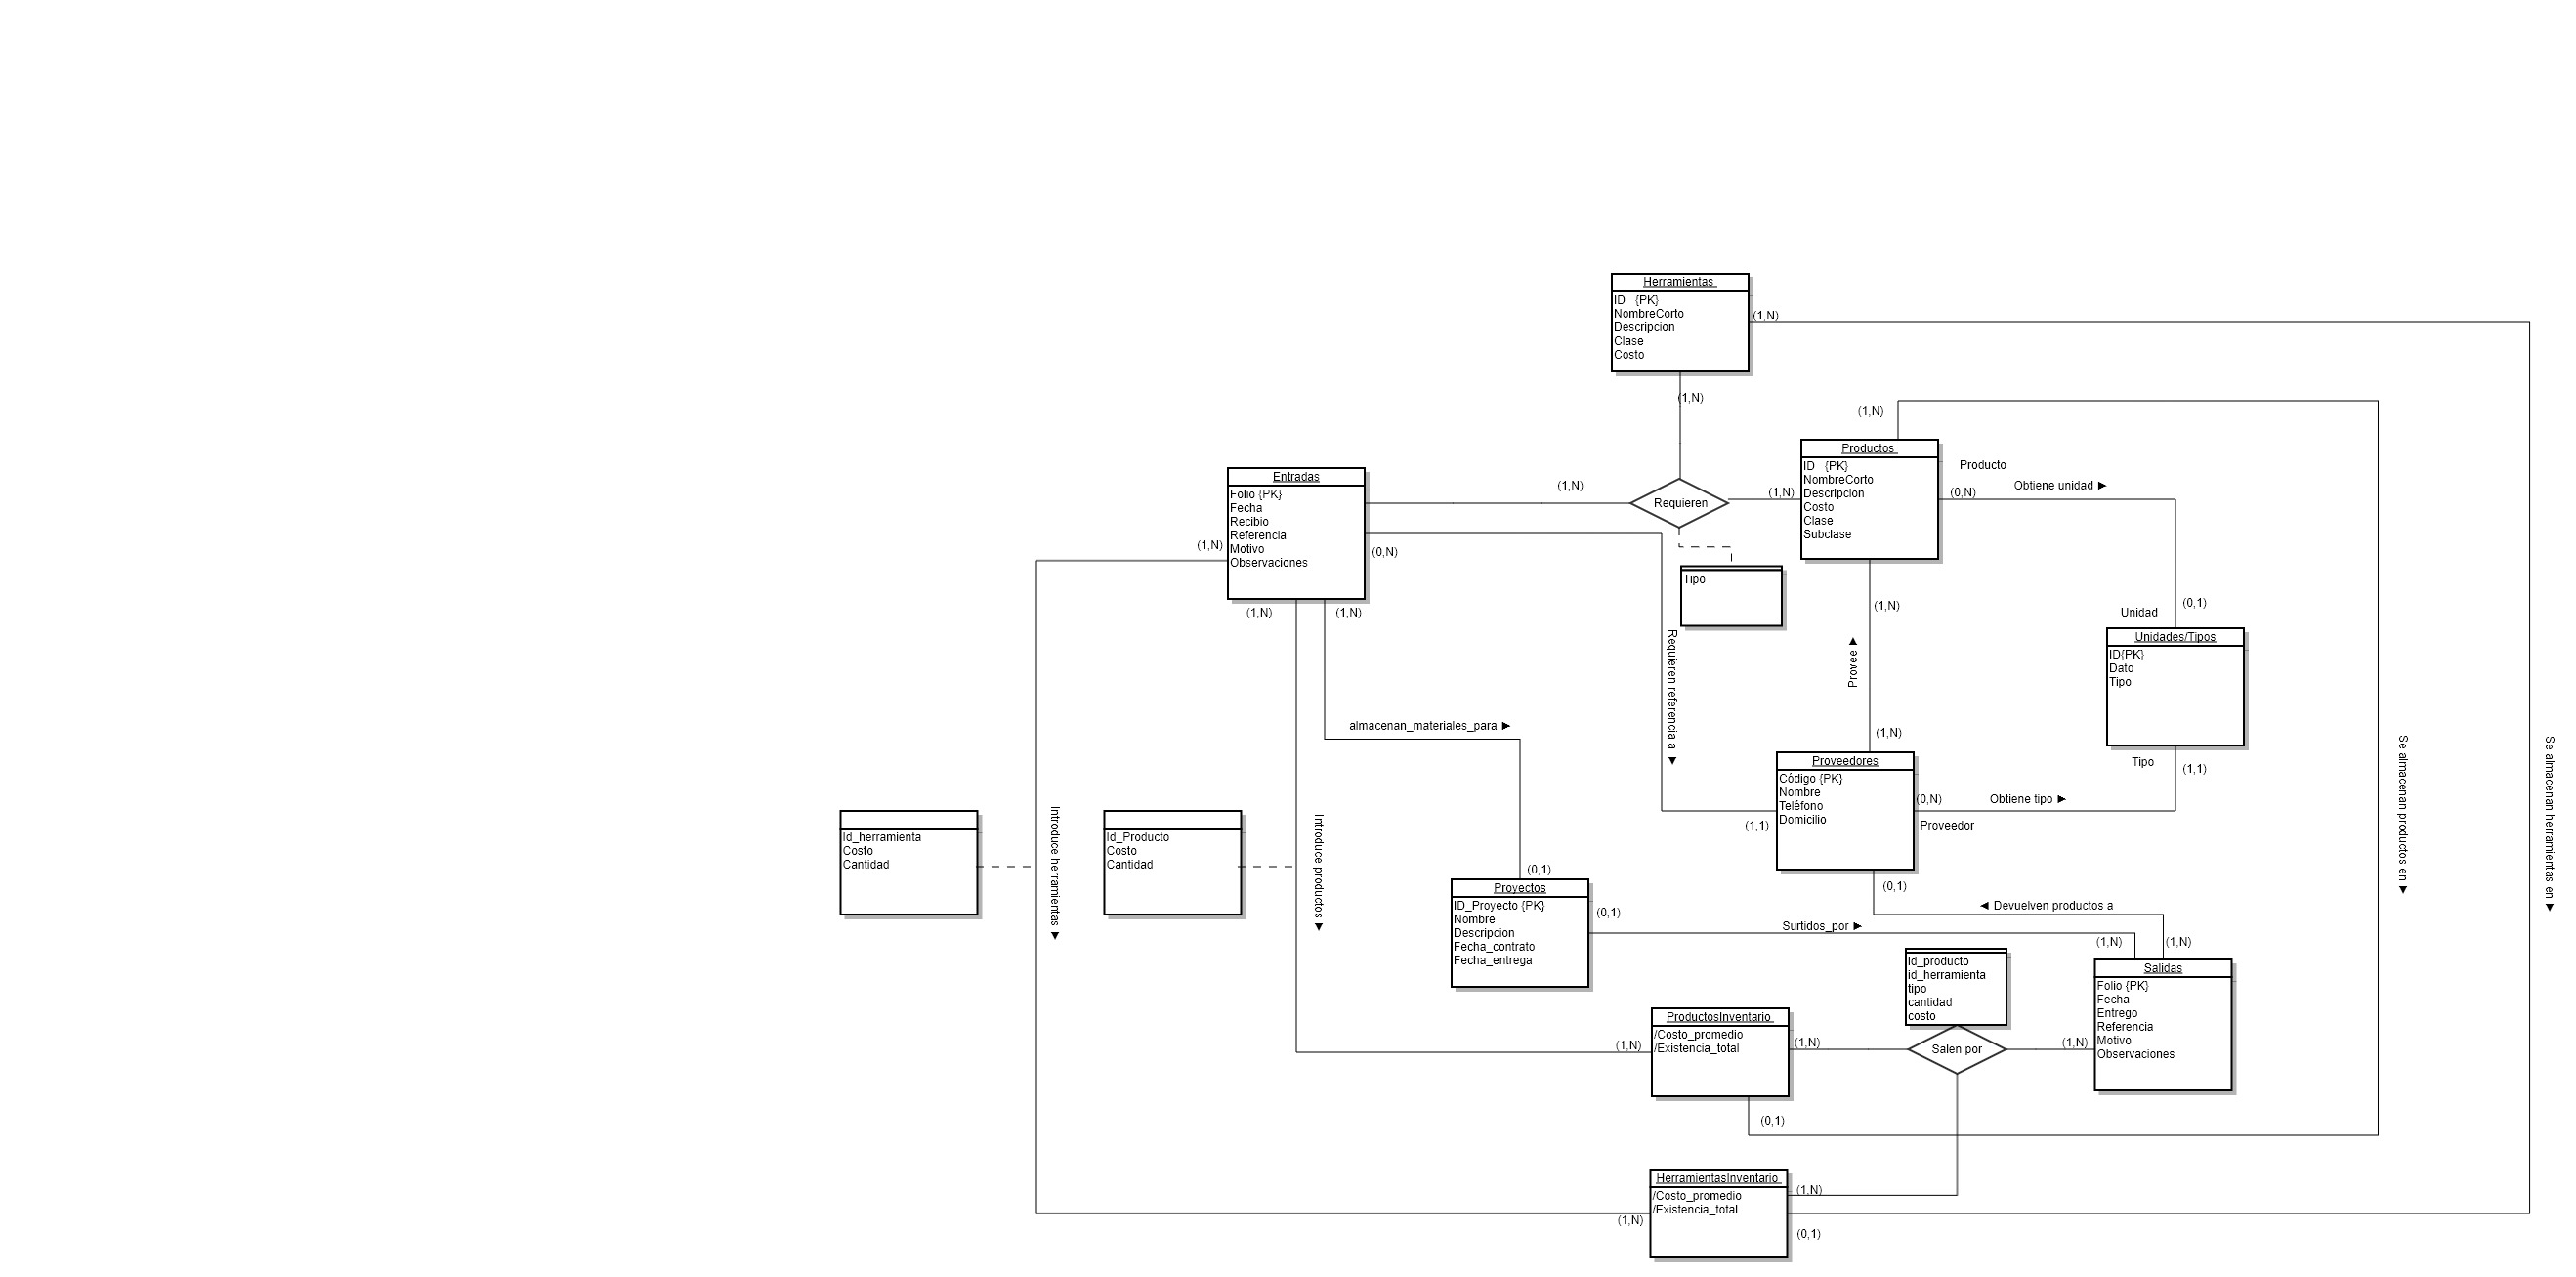 Herramientas
ID {PK}
NombreCorto
Descripcion
Clase
Costo
(1,N)
(1,N)
(1,N)
Productos
ID {PK}
NombreCorto
Descripcion
Costo
Clase
Subclase
Producto
Obtiene unidad ►
(0,N)
(1,N)
Requieren
(1,N)
Entradas
Folio {PK}
Fecha
Recibio
Referencia
Motivo
Observaciones
(1,N)
(0,N)
(1,N)
(1,N)
Tipo
(1,N)
Unidad
(0,1)
Unidades/Tipos
ID{PK}
Dato
Tipo
Requieren referencia a ►
Provee ►
almacenan_materiales_para ►
(1,N)
Proveedores
Código {PK}
Nombre
Teléfono
Domicilio
Tipo
(1,1)
(0,N)
Obtiene tipo ►
Proveedor
(1,1)
Se almacenan productos en ►
Se almacenan herramientas en ►
Id_herramienta
Costo
Cantidad
Introduce herramientas ►
Id_Producto
Costo
Cantidad
Introduce productos ►
(0,1)
Proyectos
ID_Proyecto {PK}
Nombre
Descripcion
Fecha_contrato
Fecha_entrega
(0,1)
(0,1)
◄ Devuelven productos a
Surtidos_por ►
(1,N)
(1,N)
id_producto
id_herramienta
tipo
cantidad
costo
Salidas
Folio {PK}
Fecha
Entrego
Referencia
Motivo
Observaciones
ProductosInventario
/Costo_promedio
/Existencia_total
(1,N)
(1,N)
Salen por
(1,N)
(0,1)
HerramientasInventario
/Costo_promedio
/Existencia_total
(1,N)
(1,N)
(0,1)